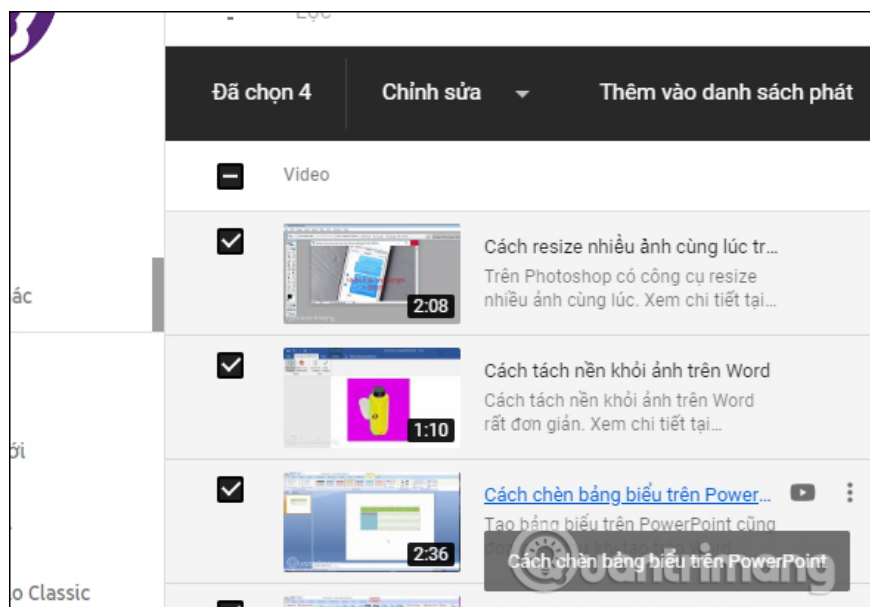 Lọc
Đã chọn 4
Chỉnh sửa
Thêm vào danh sách phát
Video
2:08
Cách resize nhiều ảnh cùng lúc tr...
Trên Photoshop có công cụ resize
nhiều ảnh cùng lúc. Xem chi tiết tại...
ác
1:10
Cách tách nền khỏi ảnh trên Word
Cách tách nền khỏi ảnh trên Word
rất đơn giản. Xem chi tiết tại...
ới
2:36
Cách chèn bảng biểu trên Power...
Tạo bảng biểu trên PowerPoint cũng
Cách chèn bảng biểu trên PowerPoint
Quantrimang
o Classic